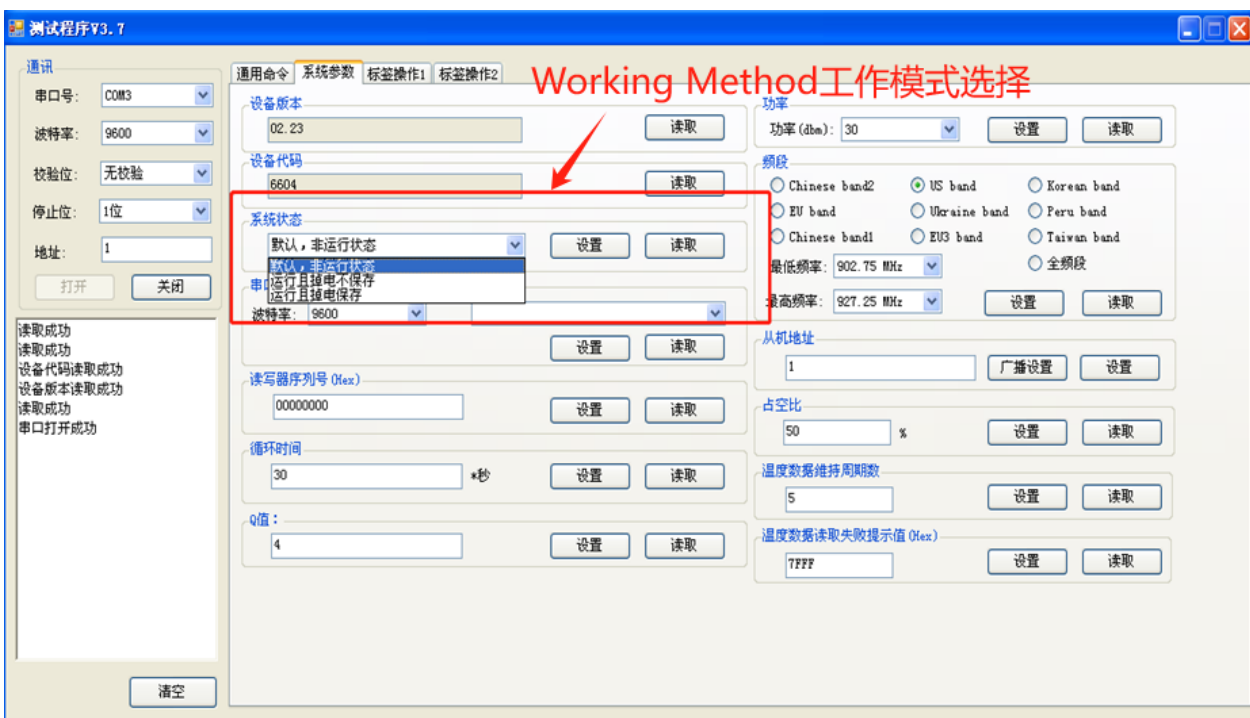 测试程序V3.7
通讯
串口号: COM3
波特率: 9600
校验位: 无校验
停止位: 1位
地址: 1
打开 关闭
读取成功
读取成功
设备代码读取成功
设备版本读取成功
读取成功
串口打开成功
清空
通用命令 系统参数 标签操作1 标签操作2
Working Method工作模式选择
设备版本
02.23 读取
设备代码
6604 读取
系统状态
默认，非运行状态 设置 读取
默认，非运行状态
运行且掉电不保存
运行且掉电保存
波特率: 9600
设置 读取
读写器序列号(Hex)
00000000 设置 读取
循环时间
30 *秒 设置 读取
Q值：
4 设置 读取
功率
功率(dbm): 30 设置 读取
频段
Chinese band2 US band Korean band
EU band Ukraine band Peru band
Chinese band1 EU3 band Taiwan band
最低频率: 902.75 MHz 全频段
最高频率: 927.25 MHz 设置 读取
从机地址
1 广播设置 设置
占空比
50 % 设置 读取
温度数据维持周期数
5 设置 读取
温度数据读取失败提示值(Hex)
7FFF 设置 读取